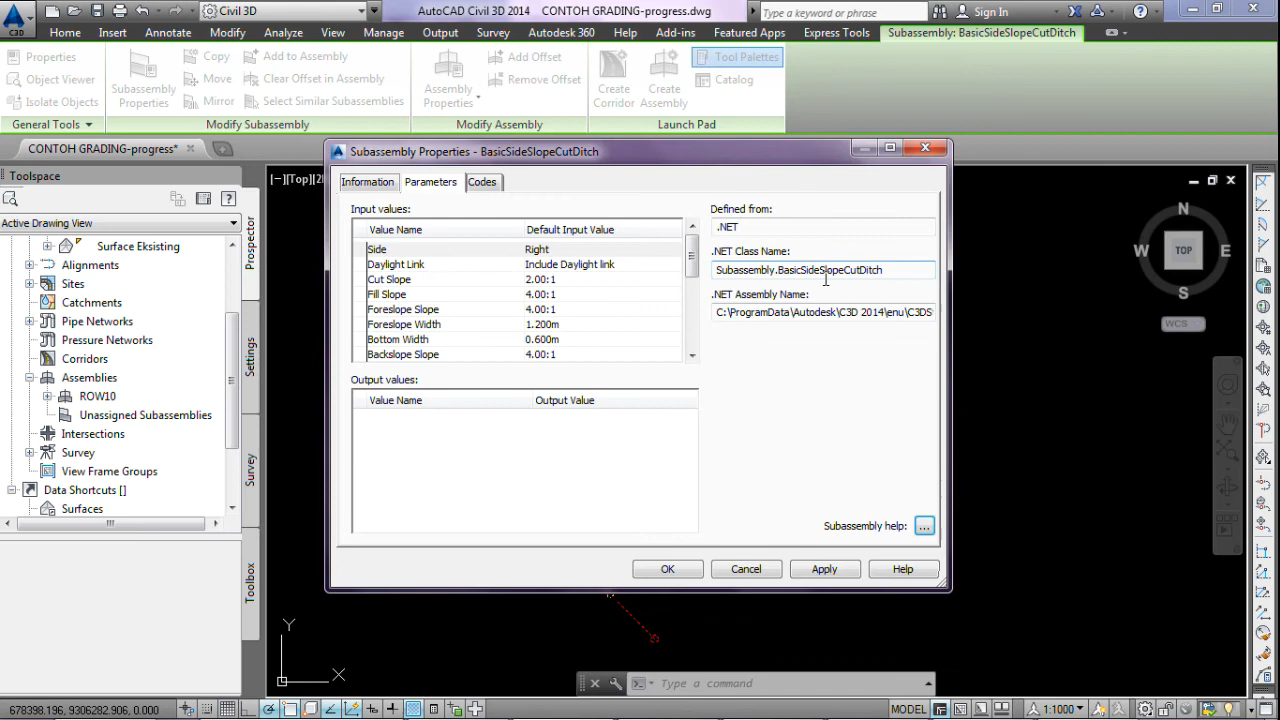 Civil 3D
AutoCAD Civil 3D 2014 CONTOH GRADING-progress.dwg
Type a keyword or phrase
Sign In
C3D
Home Insert Annotate Modify Analyze View Manage Output Survey Autodesk 360 Help Add-ins Featured Apps Express Tools Subassembly: BasicSideSlopeCutDitch
Properties
Object Viewer
Isolate Objects
General Tools
Subassembly Properties
Copy
Move
Mirror
Add to Assembly
Clear Offset in Assembly
Select Similar Subassemblies
Modify Subassembly
Assembly Properties
Add Offset
Remove Offset
Modify Assembly
Create Corridor
Create Assembly
Tool Palettes
Catalog
Launch Pad
CONTOH GRADING-progress*
Toolspace
Active Drawing View
Surface Eksisting
Alignments
Sites
Catchments
Pipe Networks
Pressure Networks
Corridors
Assemblies
ROW10
Unassigned Subassemblies
Intersections
Survey
View Frame Groups
Data Shortcuts []
Surfaces
Prospector
Settings
Survey
Toolbox
[−][Top][2
Subassembly Properties - BasicSideSlopeCutDitch
Information Parameters Codes
Input values:
Value Name Default Input Value
Side Right
Daylight Link Include Daylight link
Cut Slope 2.00:1
Fill Slope 4.00:1
Foreslope Slope 4.00:1
Foreslope Width 1.200m
Bottom Width 0.600m
Backslope Slope 4.00:1
Output values:
Value Name Output Value
Defined from:
.NET
.NET Class Name:
Subassembly.BasicSideSlopeCutDitch
.NET Assembly Name:
C:\ProgramData\Autodesk\C3D 2014\enu\C3DS
Subassembly help: ...
OK Cancel Apply Help
N
W TOP E
S
WCS
Y
X
Type a command
678398.196, 9306282.906, 0.000
MODEL
1:1000